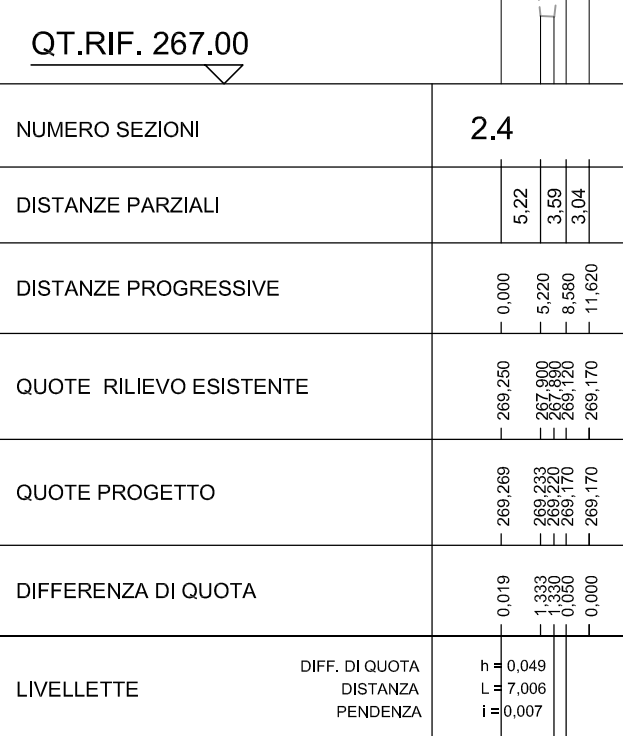 QT.RIF. 267.00
NUMERO SEZIONI 2.4
DISTANZE PARZIALI 5,22 3,59 3,04
DISTANZE PROGRESSIVE 0,000 5,220 8,580 11,620
QUOTE RILIEVO ESISTENTE 269,250 267,900 267,890 269,120 269,170
QUOTE PROGETTO 269,269 269,233 269,220 269,170 269,170
DIFFERENZA DI QUOTA 0,019 1,333 1,330 0,050 0,000
DIFF. DI QUOTA h = 0,049
LIVELLETTE DISTANZA L = 7,006
PENDENZA i = 0,007